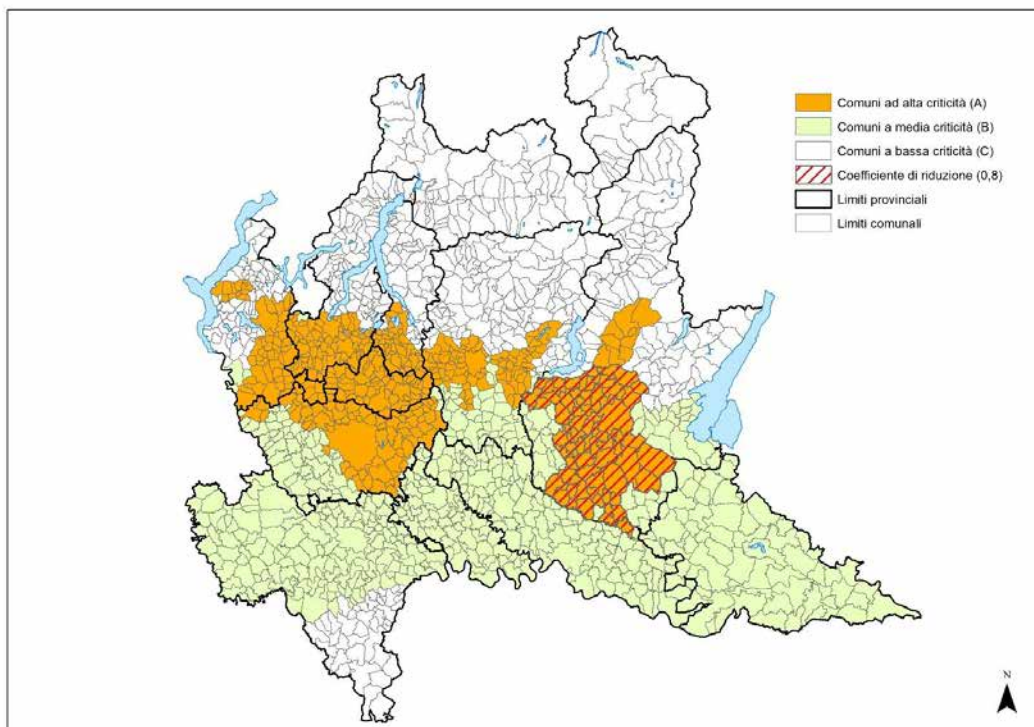 Comuni ad alta criticità (A)
Comuni a media criticità (B)
Comuni a bassa criticità (C)
Coefficiente di riduzione (0,8)
Limiti provinciali
Limiti comunali
N